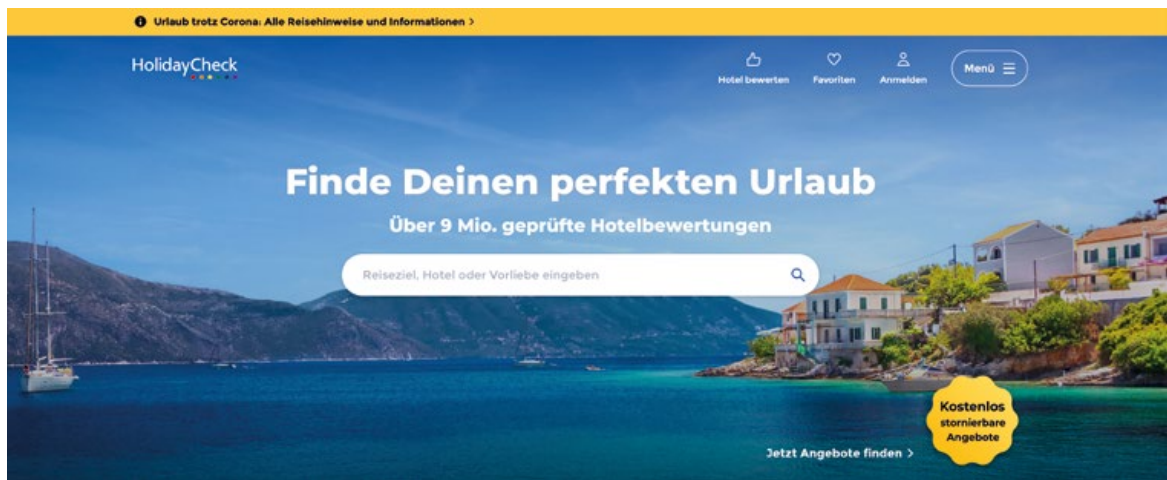 Urlaub trotz Corona: Alle Reisehinweise und Informationen >
HolidayCheck
Hotel bewerten
Favoriten
Anmelden
Menü
Finde Deinen perfekten Urlaub
Über 9 Mio. geprüfte Hotelbewertungen
Reiseziel, Hotel oder Vorliebe eingeben
Kostenlos
stornierbare
Angebote
Jetzt Angebote finden >